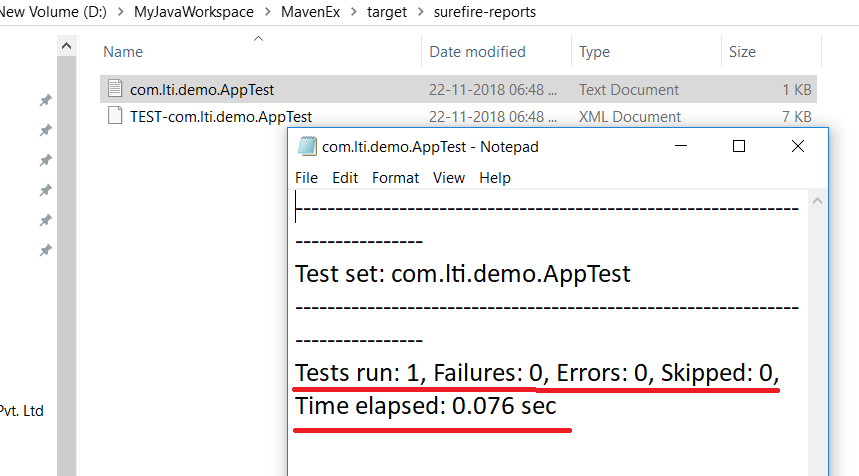 New Volume (D:) > MyJavaWorkspace > MavenEx > target > surefire-reports
Name Date modified Type Size
com.lti.demo.AppTest 22-11-2018 06:48 ... Text Document 1 KB
TEST-com.lti.demo.AppTest 22-11-2018 06:48 ... XML Document 7 KB
com.lti.demo.AppTest - Notepad
File Edit Format View Help
-------------------------------------------------------------------------------
Test set: com.lti.demo.AppTest
-------------------------------------------------------------------------------
Tests run: 1, Failures: 0, Errors: 0, Skipped: 0,
Time elapsed: 0.076 sec
Pvt. Ltd